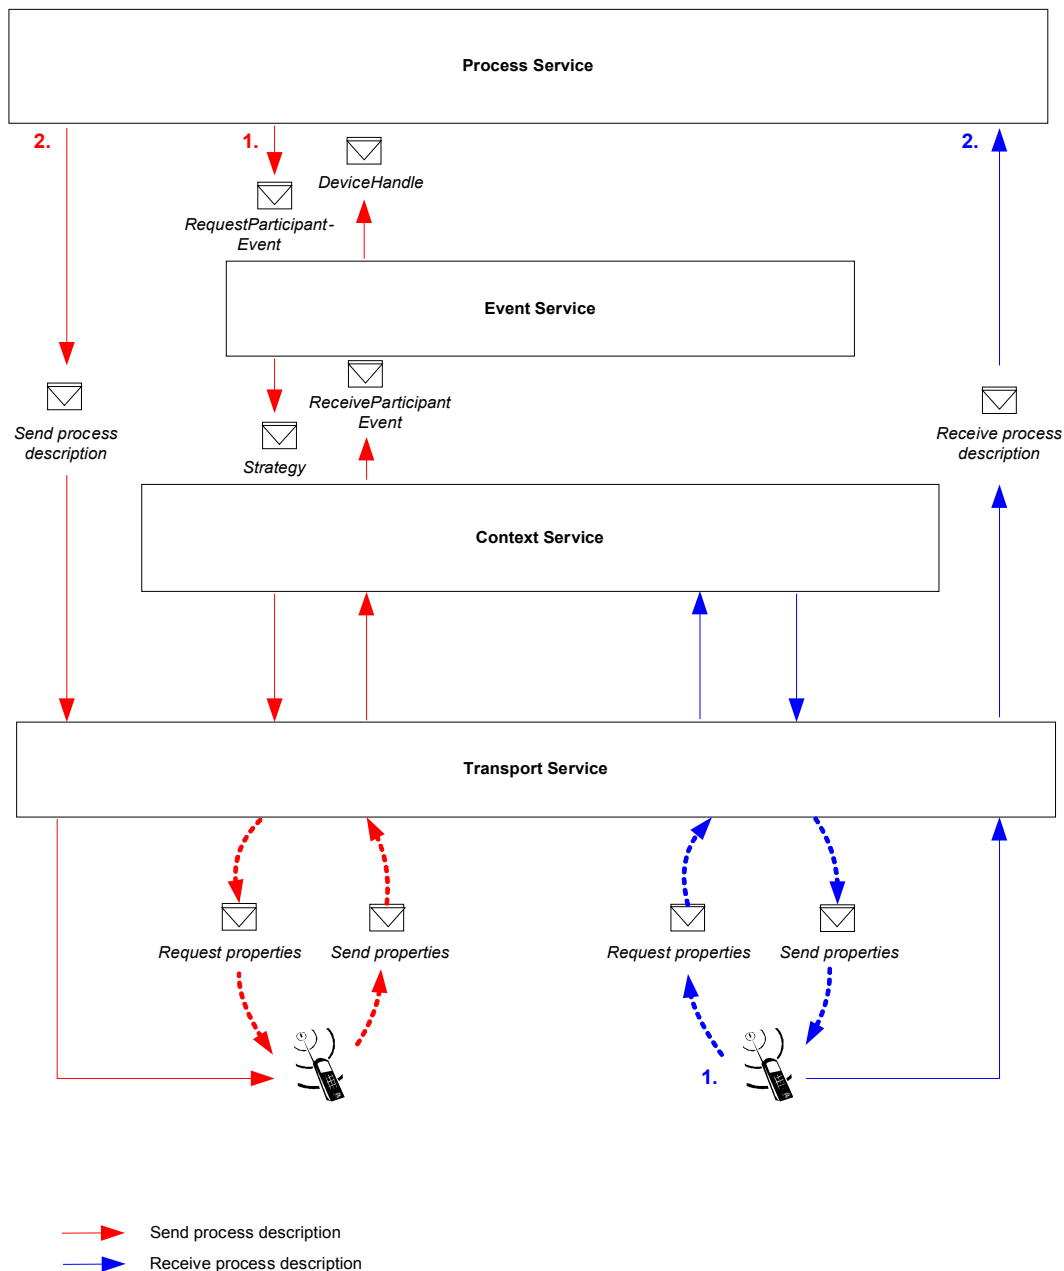 Process Service
2.
1.
2.
DeviceHandle
RequestParticipant-
Event
Event Service
ReceiveParticipant
Event
Send process
description
Strategy
Receive process
description
Context Service
Transport Service
Request properties
Send properties
Request properties
Send properties
1.
Send process description
Receive process description